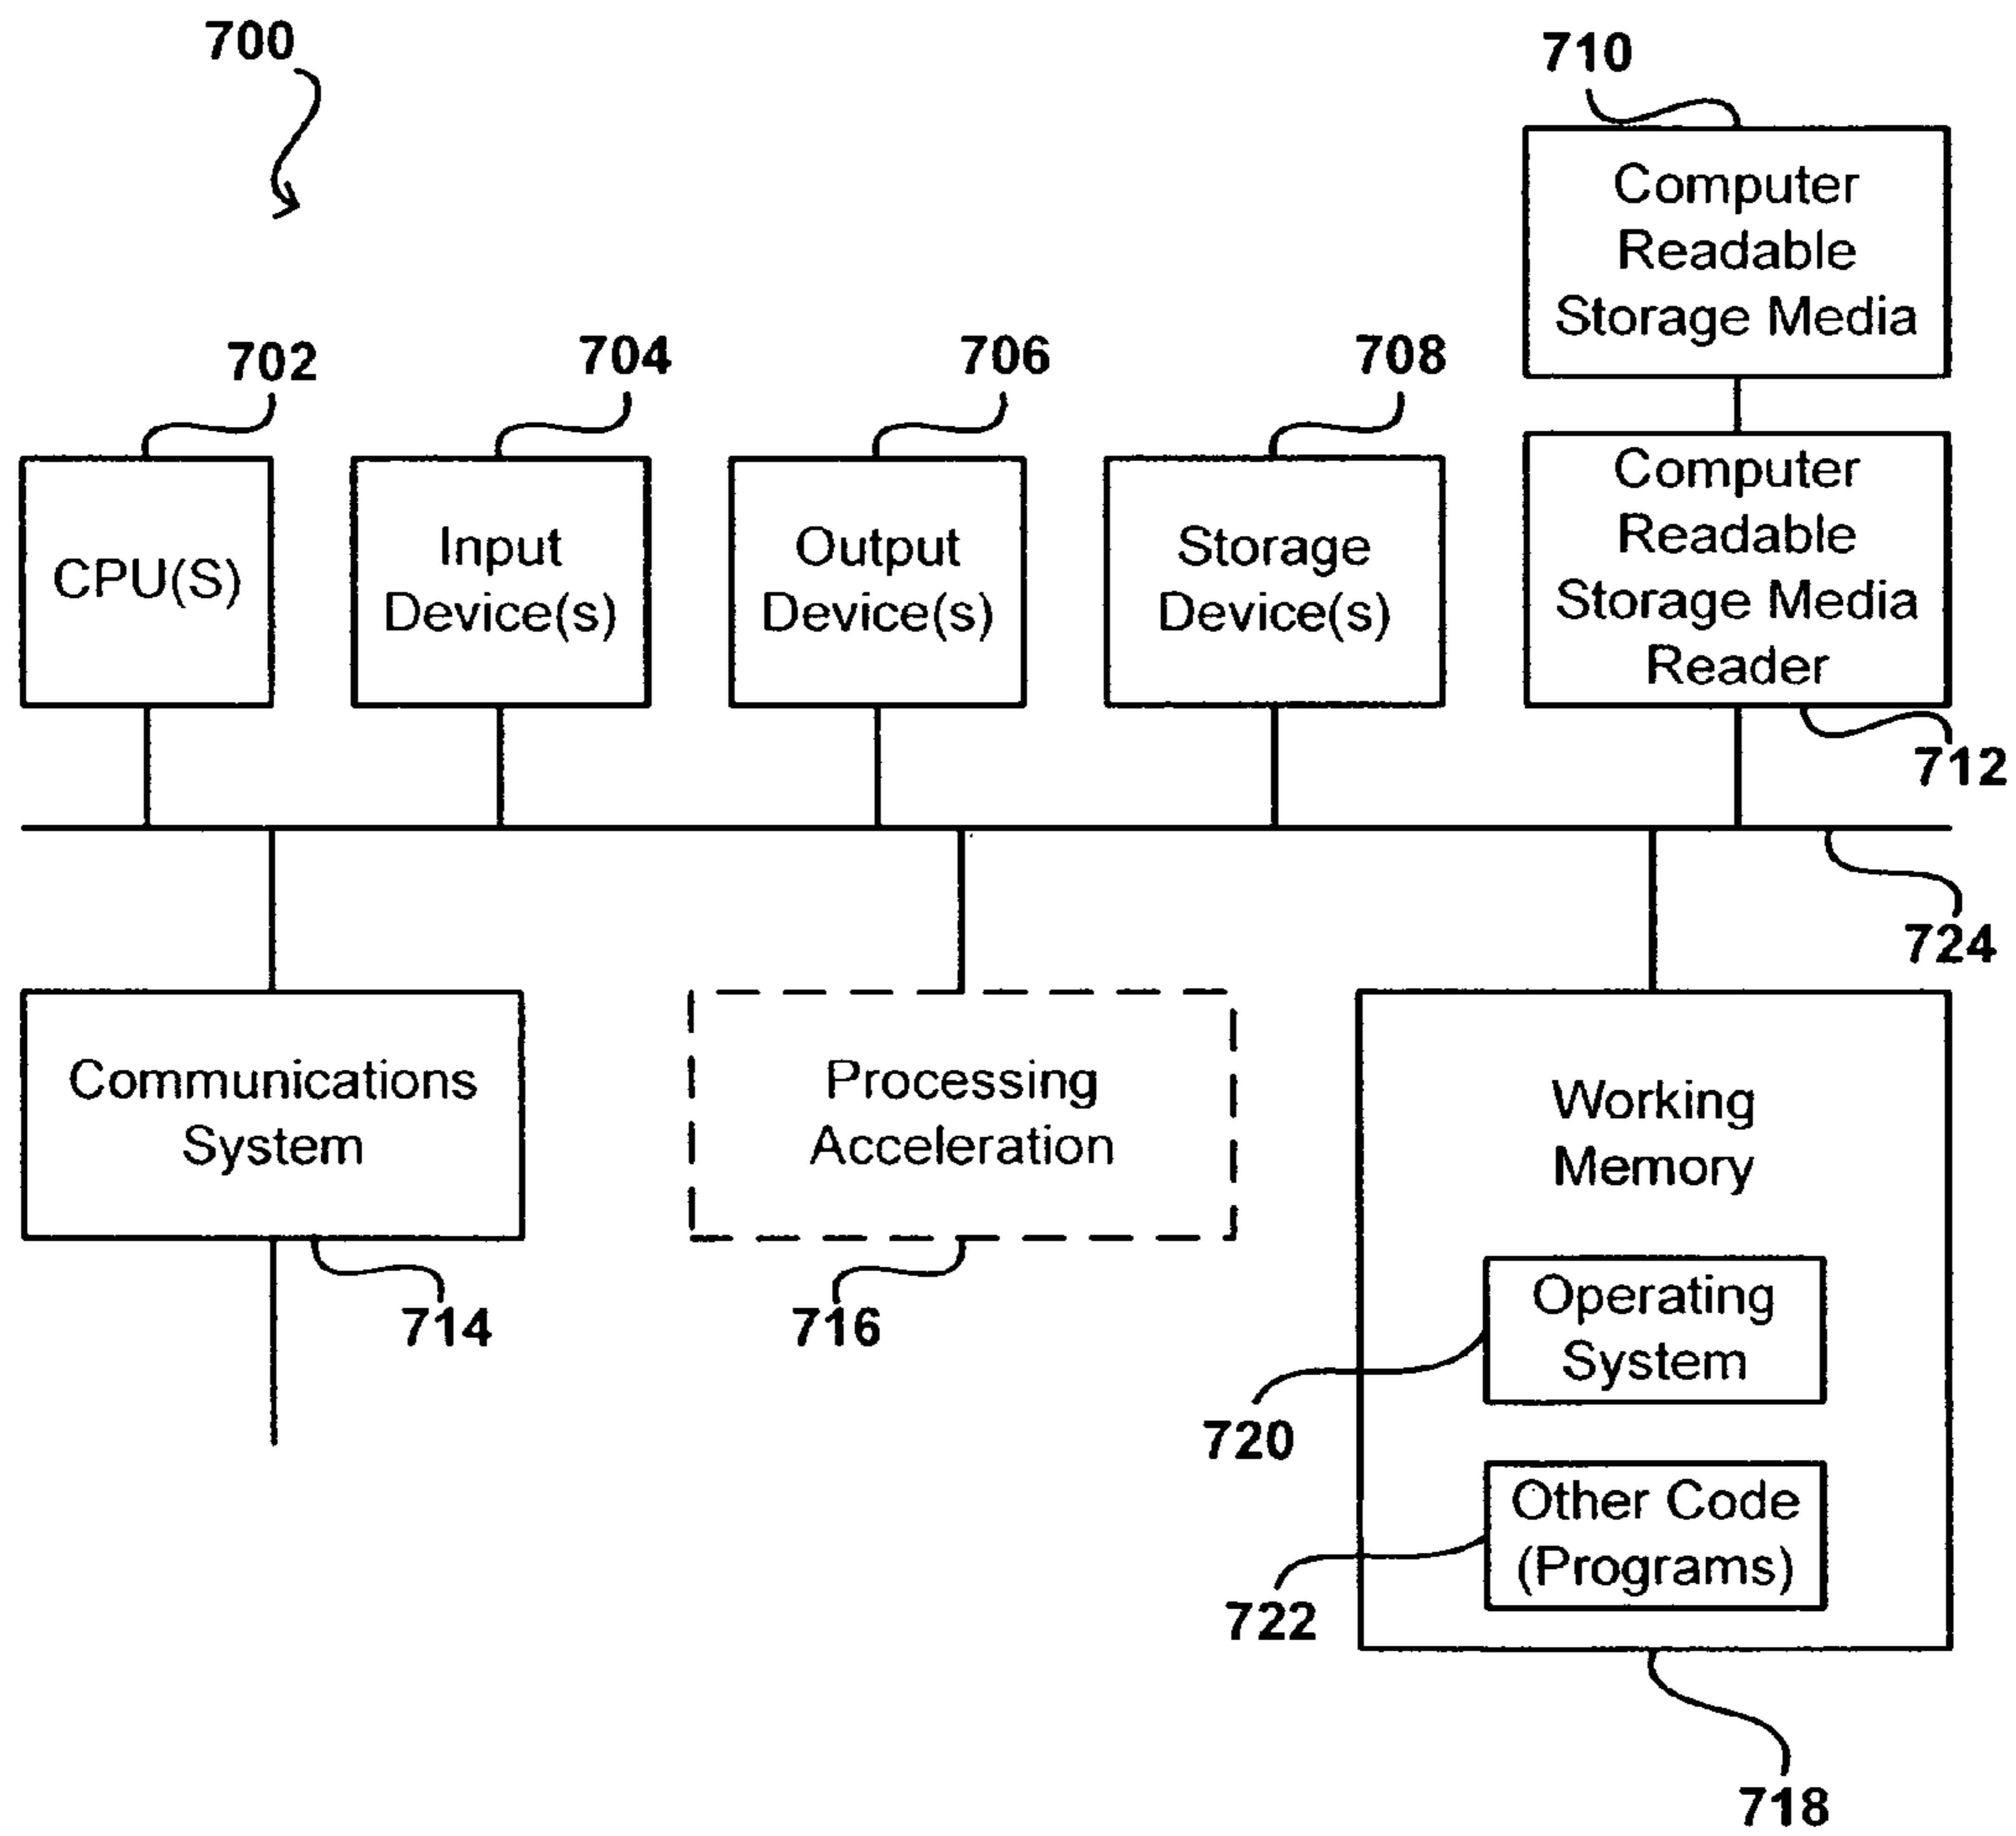 700
710
Computer
Readable
Storage Media
702
704
706
708
CPU(S)
Input
Device(s)
Output
Device(s)
Storage
Device(s)
Computer
Readable
Storage Media
Reader
712
724
Communications
System
714
Processing
Acceleration
716
Working
Memory
Operating
System
720
Other Code
(Programs)
722
718